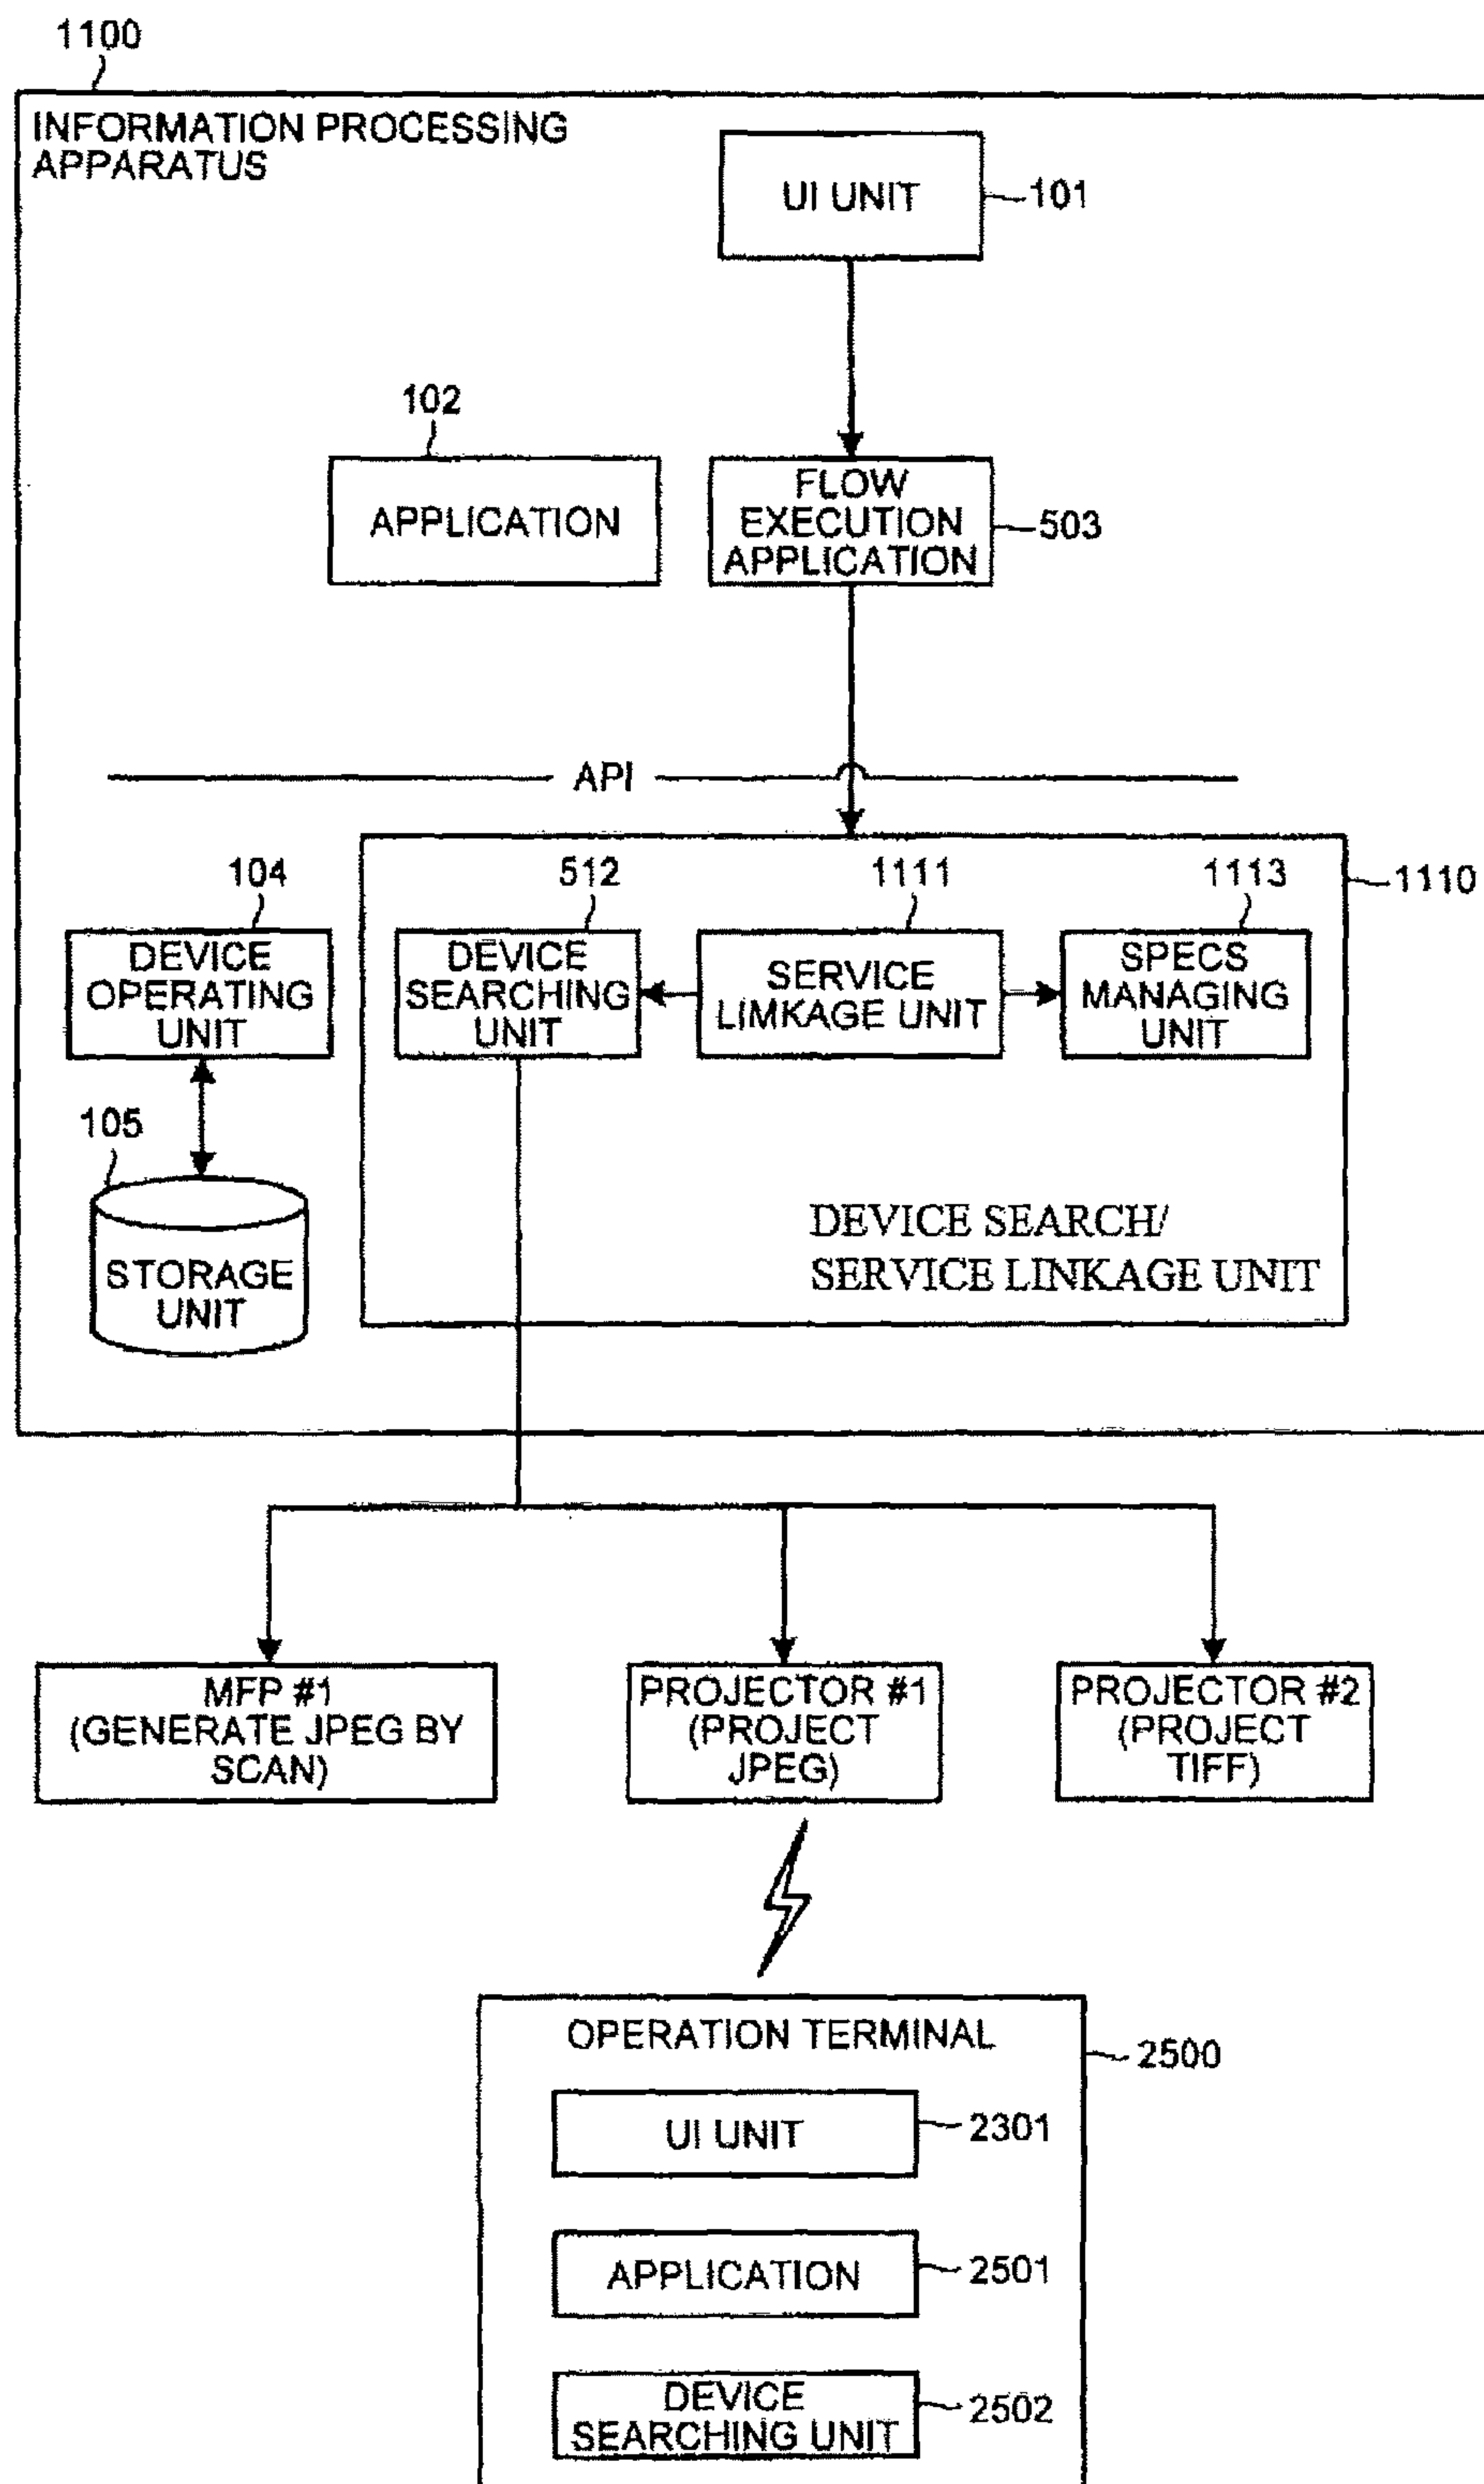 1100
INFORMATION PROCESSING
APPARATUS
UI UNIT
101
102
APPLICATION
FLOW
EXECUTION
APPLICATION
503
API
104
512
1111
1113
1110
DEVICE
OPERATING
UNIT
DEVICE
SEARCHING
UNIT
SERVICE
LIMKAGE UNIT
SPECS
MANAGING
UNIT
105
STORAGE
UNIT
DEVICE SEARCH/
SERVICE LINKAGE UNIT
MFP #1
(GENERATE JPEG BY
SCAN)
PROJECTOR #1
(PROJECT
JPEG)
PROJECTOR #2
(PROJECT
TIFF)
OPERATION TERMINAL
2500
UI UNIT
2301
APPLICATION
2501
DEVICE
SEARCHING UNIT
2502